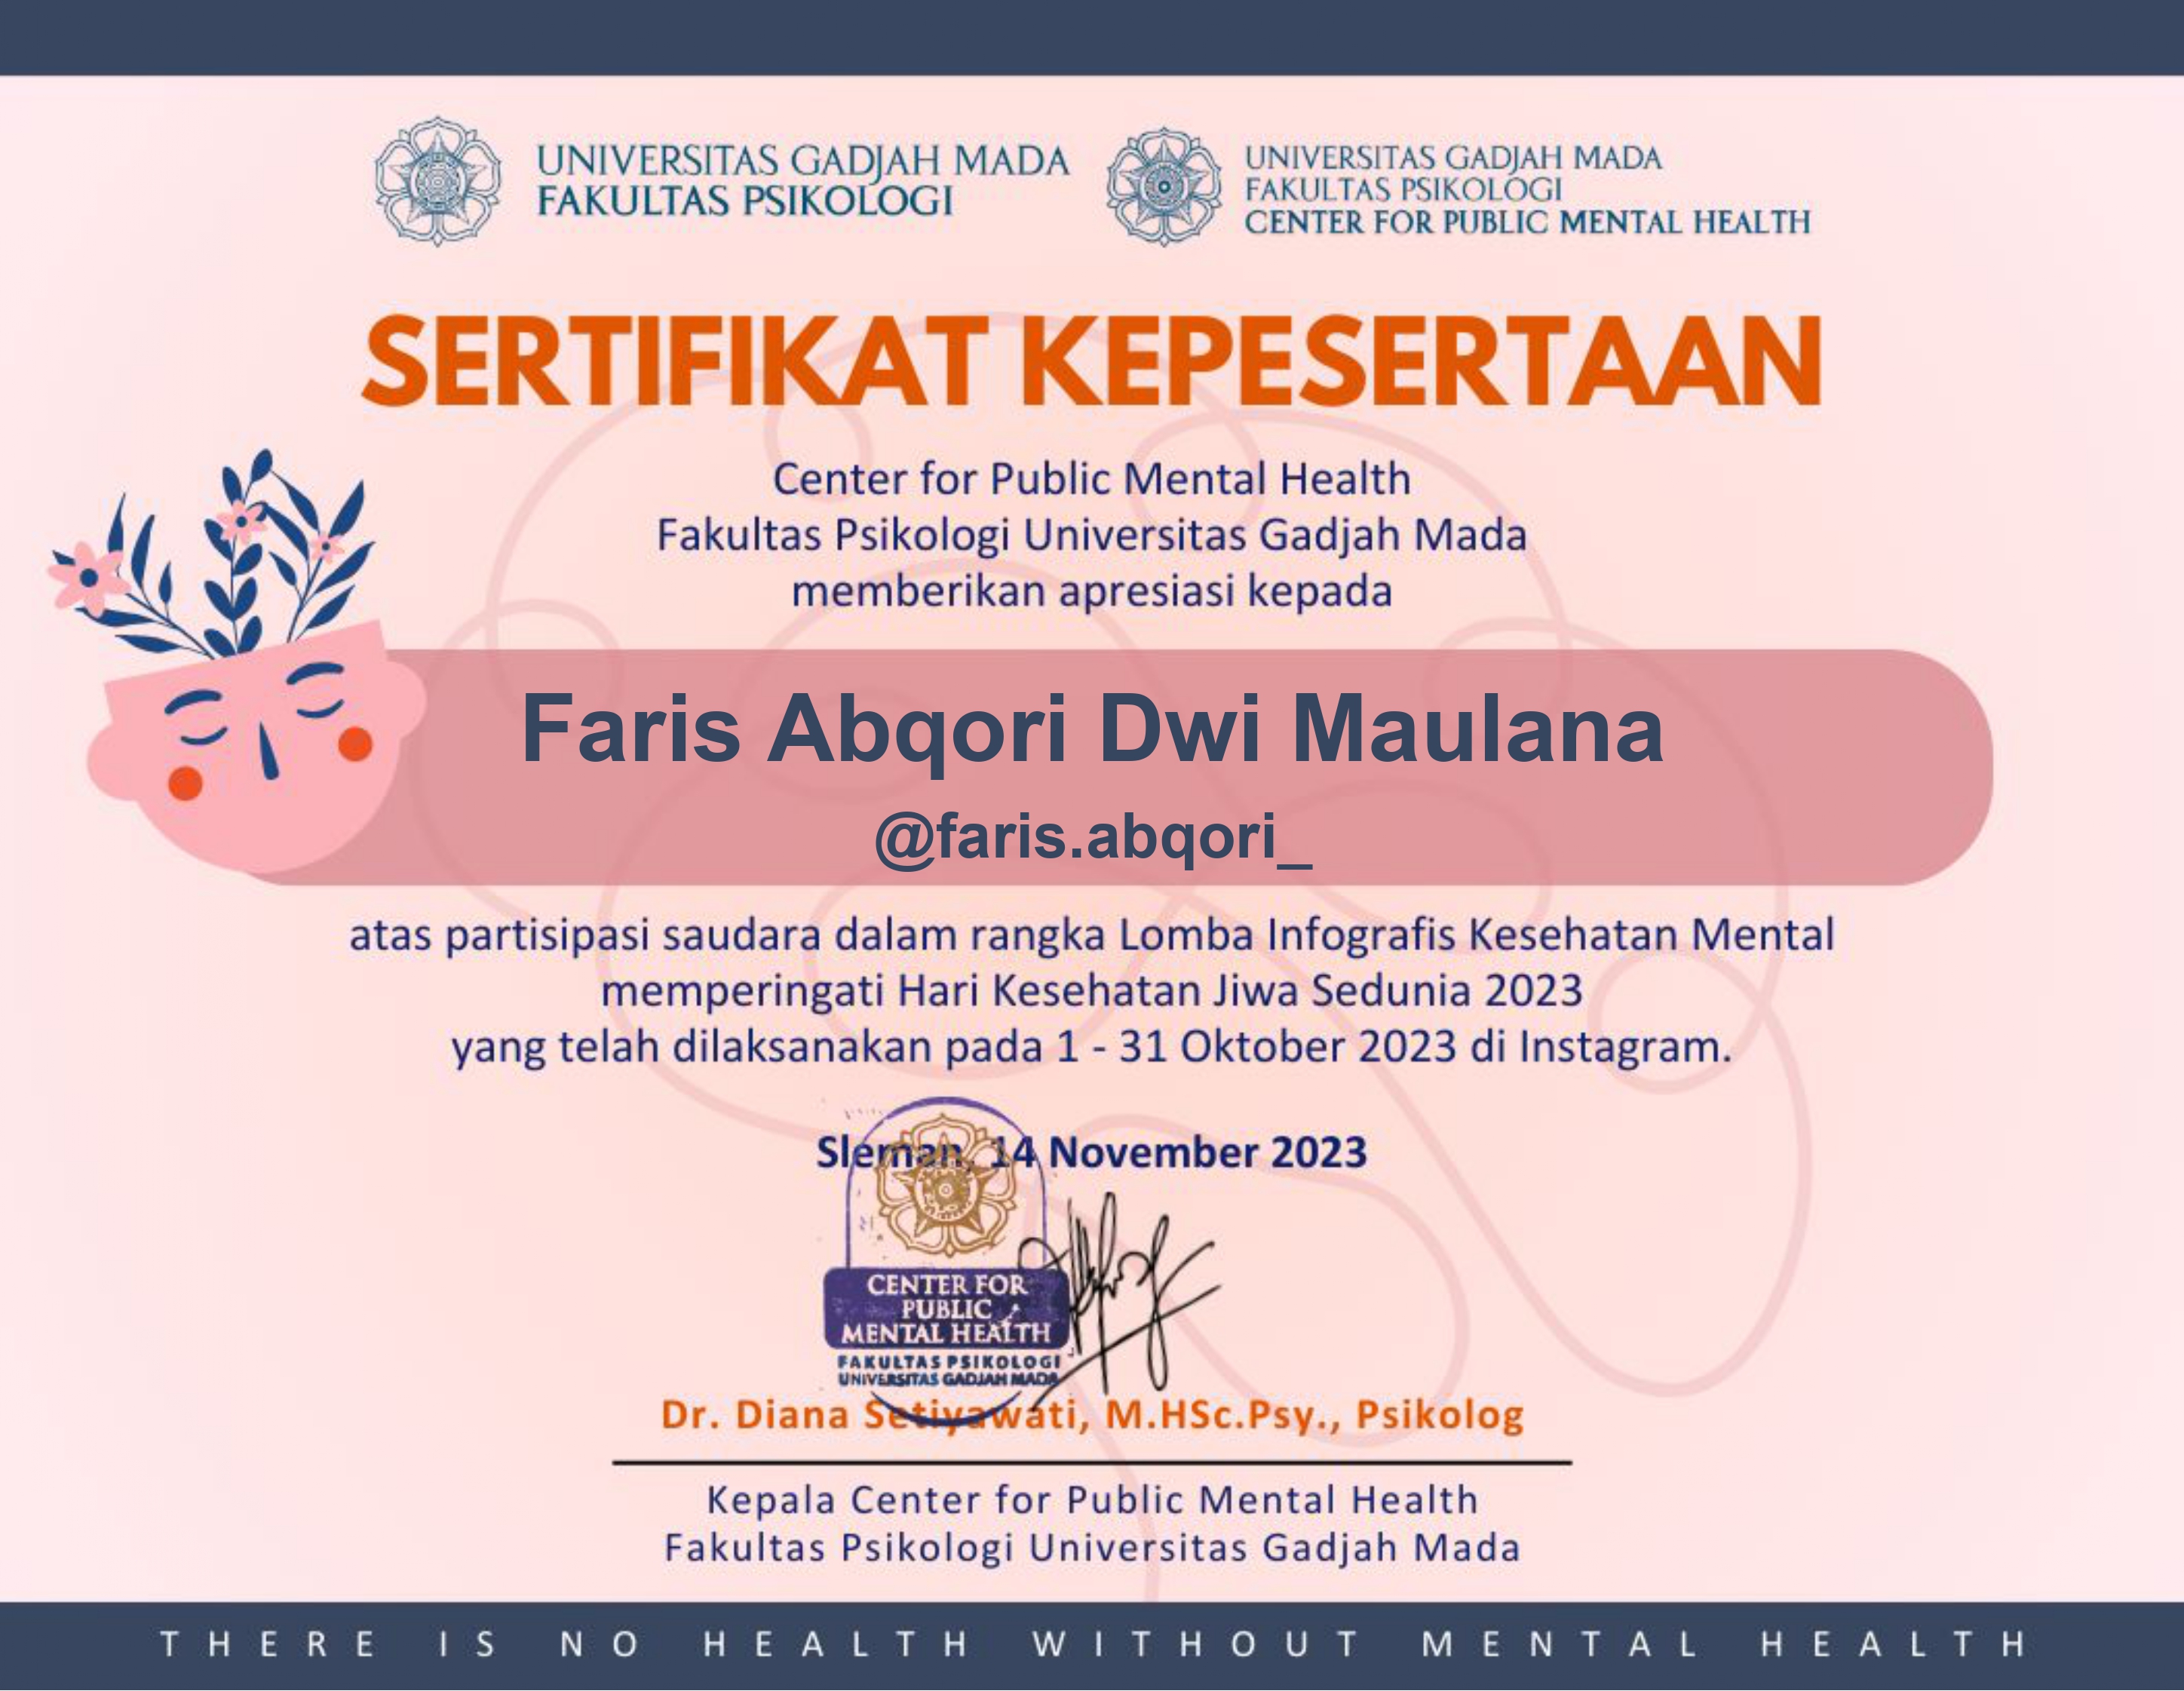 UNIVERSITAS GADJAH MADA
FAKULTAS PSIKOLOGI
UNIVERSITAS GADJAH MADA
FAKULTAS PSIKOLOGI
CENTER FOR PUBLIC MENTAL HEALTH
SERTIFIKAT KEPESERTAAN
Center for Public Mental Health
Fakultas Psikologi Universitas Gadjah Mada
memberikan apresiasi kepada
Faris Abqori Dwi Maulana
@faris.abqori_
atas partisipasi saudara dalam rangka Lomba Infografis Kesehatan Mental
memperingati Hari Kesehatan Jiwa Sedunia 2023
yang telah dilaksanakan pada 1 - 31 Oktober 2023 di Instagram.
Sleman, 14 November 2023
CENTER FOR
PUBLIC
MENTAL HEALTH
FAKULTAS PSIKOLOGI
UNIVERSITAS GADJAH MADA
Dr. Diana Setiyawati, M.HSc.Psy., Psikolog
Kepala Center for Public Mental Health
Fakultas Psikologi Universitas Gadjah Mada
THERE IS NO HEALTH WITHOUT MENTAL HEALTH